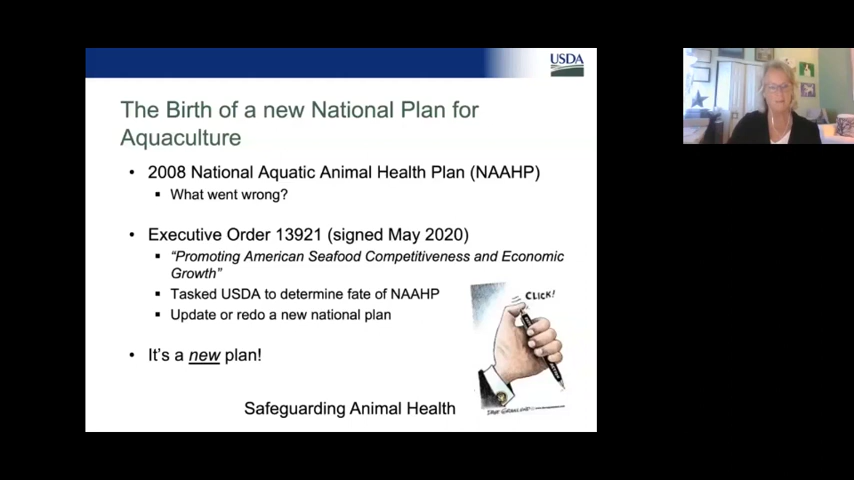 USDA
The Birth of a new National Plan for
Aquaculture
• 2008 National Aquatic Animal Health Plan (NAAHP)
▪ What went wrong?
• Executive Order 13921 (signed May 2020)
▪ “Promoting American Seafood Competitiveness and Economic
Growth”
▪ Tasked USDA to determine fate of NAAHP
CLICK!
▪ Update or redo a new national plan
• It’s a new plan!
Safeguarding Animal Health